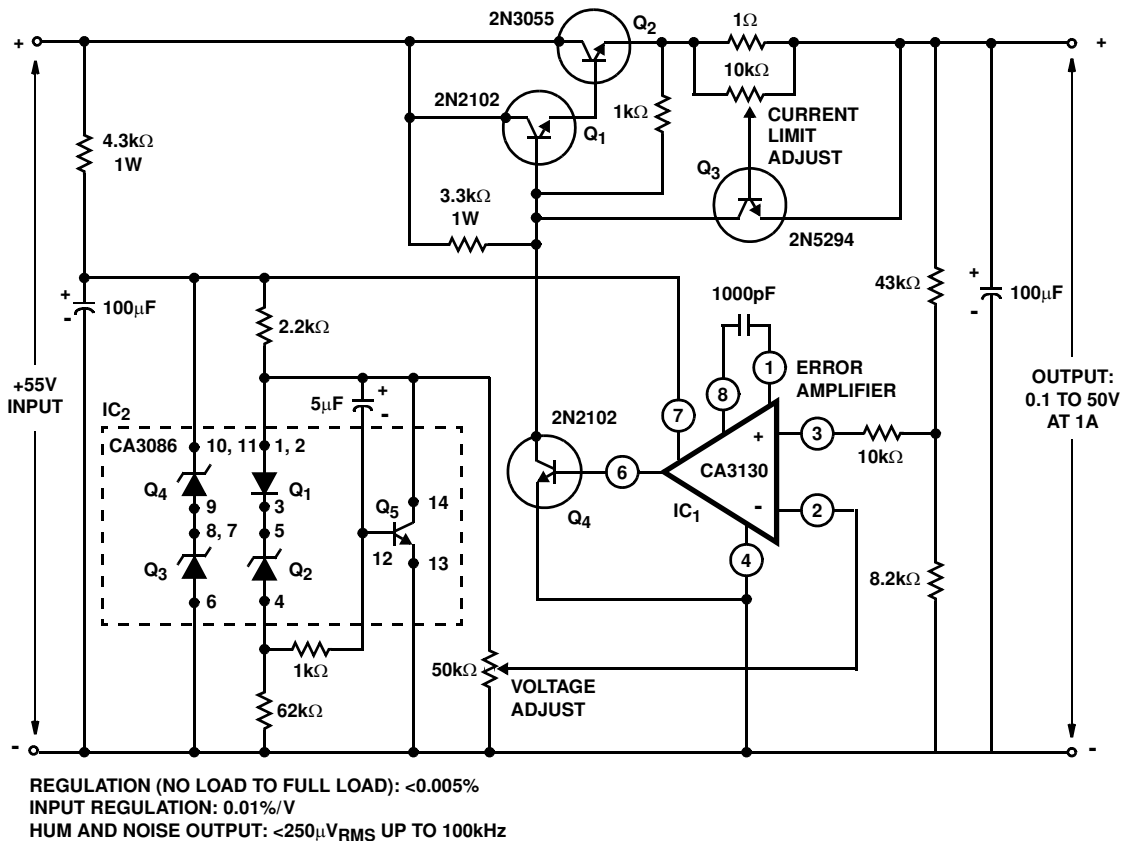 2N3055
Q2
1Ω
+
+
10kΩ
2N2102
Q1
1kΩ
CURRENT
LIMIT
ADJUST
4.3kΩ
1W
Q3
3.3kΩ
1W
2N5294
+
-
100μF
2.2kΩ
1000pF
43kΩ
+
-
100μF
+55V
INPUT
5μF
+
-
1
ERROR
AMPLIFIER
OUTPUT:
0.1 TO 50V
AT 1A
IC2
CA3086
10, 11
1, 2
2N2102
7
8
+
3
10kΩ
Q4
Q1
9
3
14
6
CA3130
Q5
8, 7
5
12
Q4
IC1
-
2
Q3
Q2
13
4
6
4
8.2kΩ
1kΩ
50kΩ
VOLTAGE
ADJUST
62kΩ
-
-
REGULATION (NO LOAD TO FULL LOAD): <0.005%
INPUT REGULATION: 0.01%/V
HUM AND NOISE OUTPUT: <250μVRMS UP TO 100kHz